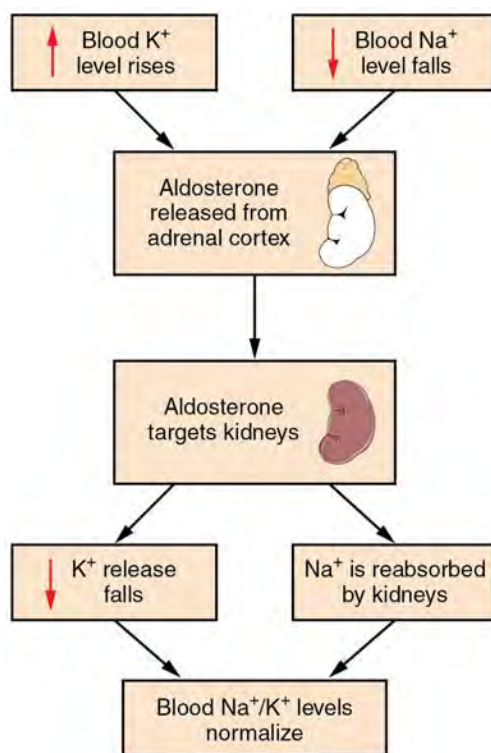 Blood K⁺
level rises
Blood Na⁺
level falls
Aldosterone
released from
adrenal cortex
Aldosterone
targets kidneys
K⁺ release
falls
Na⁺ is reabsorbed
by kidneys
Blood Na⁺/K⁺ levels
normalize